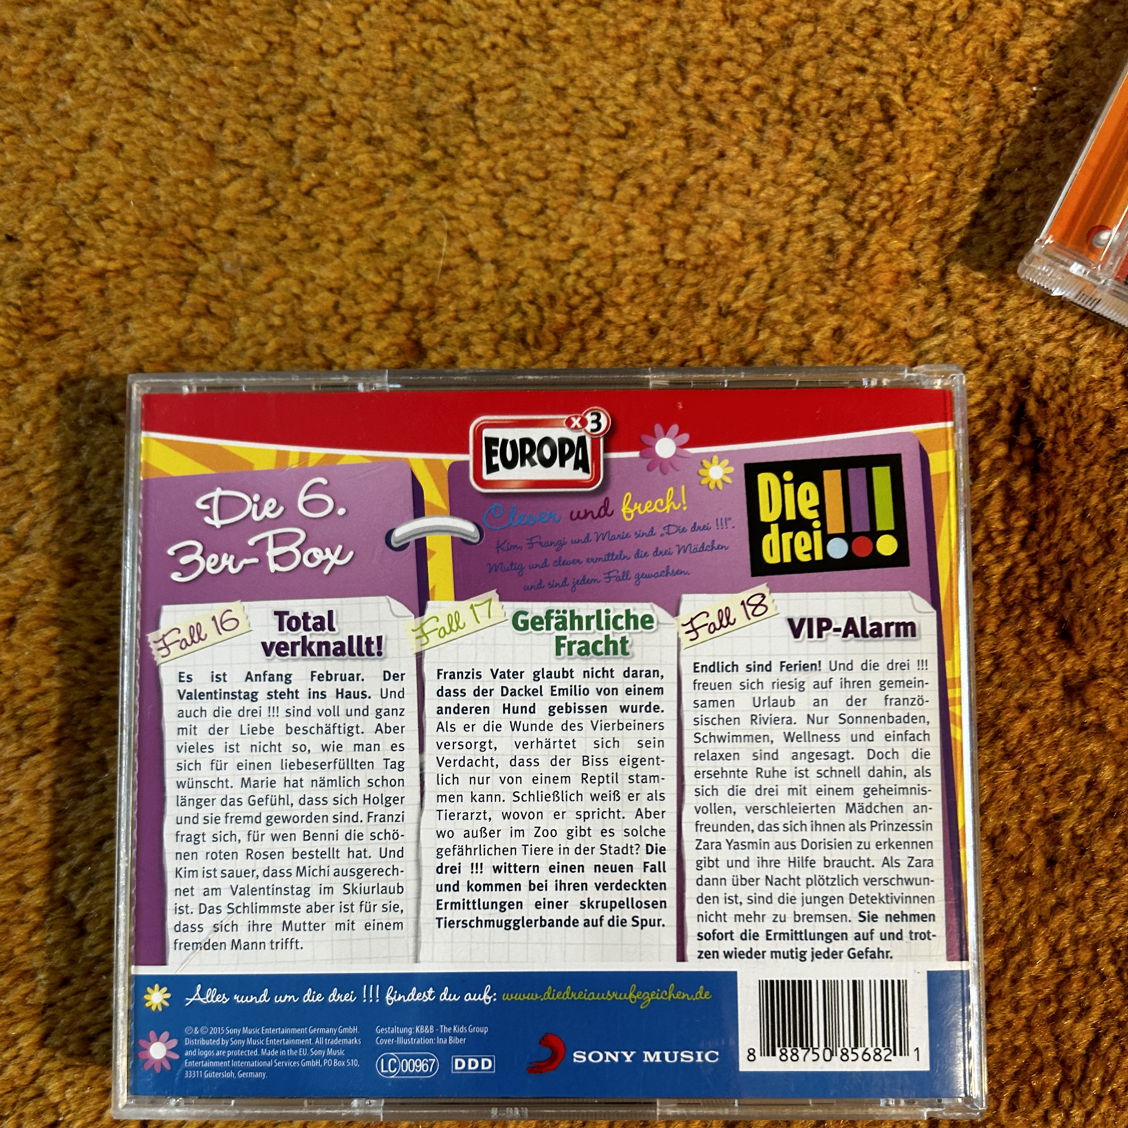 EUROPA x3
Die 6.
3er-Box
Clever und frech!
Kim, Franzi und Marie sind „Die drei !!!".
Mutig und clever ermitteln die drei Mädchen
und sind jedem Fall gewachsen.
Die
drei !!!
Fall 16
Total
verknallt!
Es ist Anfang Februar. Der
Valentinstag steht ins Haus. Und
auch die drei !!! sind voll und ganz
mit der Liebe beschäftigt. Aber
vieles ist nicht so, wie man es
sich für einen liebeserfüllten Tag
wünscht. Marie hat nämlich schon
länger das Gefühl, dass sich Holger
und sie fremd geworden sind. Franzi
fragt sich, für wen Benni die schö-
nen roten Rosen bestellt hat. Und
Kim ist sauer, dass Michi ausgerech-
net am Valentinstag im Skiurlaub
ist. Das Schlimmste aber ist für sie,
dass sich ihre Mutter mit einem
fremden Mann trifft.
Fall 17
Gefährliche
Fracht
Franzis Vater glaubt nicht daran,
dass der Dackel Emilio von einem
anderen Hund gebissen wurde.
Als er die Wunde des Vierbeiners
versorgt, verhärtet sich sein
Verdacht, dass der Biss eigent-
lich nur von einem Reptil stam-
men kann. Schließlich weiß er als
Tierarzt, wovon er spricht. Aber
wo außer im Zoo gibt es solche
gefährlichen Tiere in der Stadt? Die
drei !!! wittern einen neuen Fall
und kommen bei ihren verdeckten
Ermittlungen einer skrupellosen
Tierschmugglerbande auf die Spur.
Fall 18
VIP-Alarm
Endlich sind Ferien! Und die drei !!!
freuen sich riesig auf ihren gemein-
samen Urlaub an der franzö-
sischen Riviera. Nur Sonnenbaden,
Schwimmen, Wellness und einfach
relaxen sind angesagt. Doch die
ersehnte Ruhe ist schnell dahin, als
sich die drei mit einem geheimnis-
vollen, verschleierten Mädchen an-
freunden, das sich ihnen als Prinzessin
Zara Yasmin aus Dorisien zu erkennen
gibt und ihre Hilfe braucht. Als Zara
dann über Nacht plötzlich verschwun-
den ist, sind die jungen Detektivinnen
nicht mehr zu bremsen. Sie nehmen
sofort die Ermittlungen auf und trot-
zen wieder mutig jeder Gefahr.
Alles rund um die drei !!! findest du auf: www.diedreiausrufezeichen.de
℗ & © 2015 Sony Music Entertainment Germany GmbH.
Distributed by Sony Music Entertainment. All trademarks
and logos are protected. Made in the EU. Sony Music
Entertainment International Services GmbH, PO Box 510,
33311 Gütersloh, Germany.
Gestaltung: KB&B - The Kids Group
Cover-Illustration: Ina Biber
LC 00967
DDD
SONY MUSIC
8 88750 85682 1